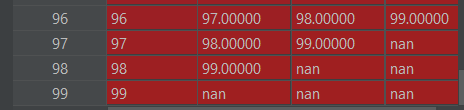 96 96 97.00000 98.00000 99.00000
97 97 98.00000 99.00000 nan
98 98 99.00000 nan nan
99 99 nan nan nan